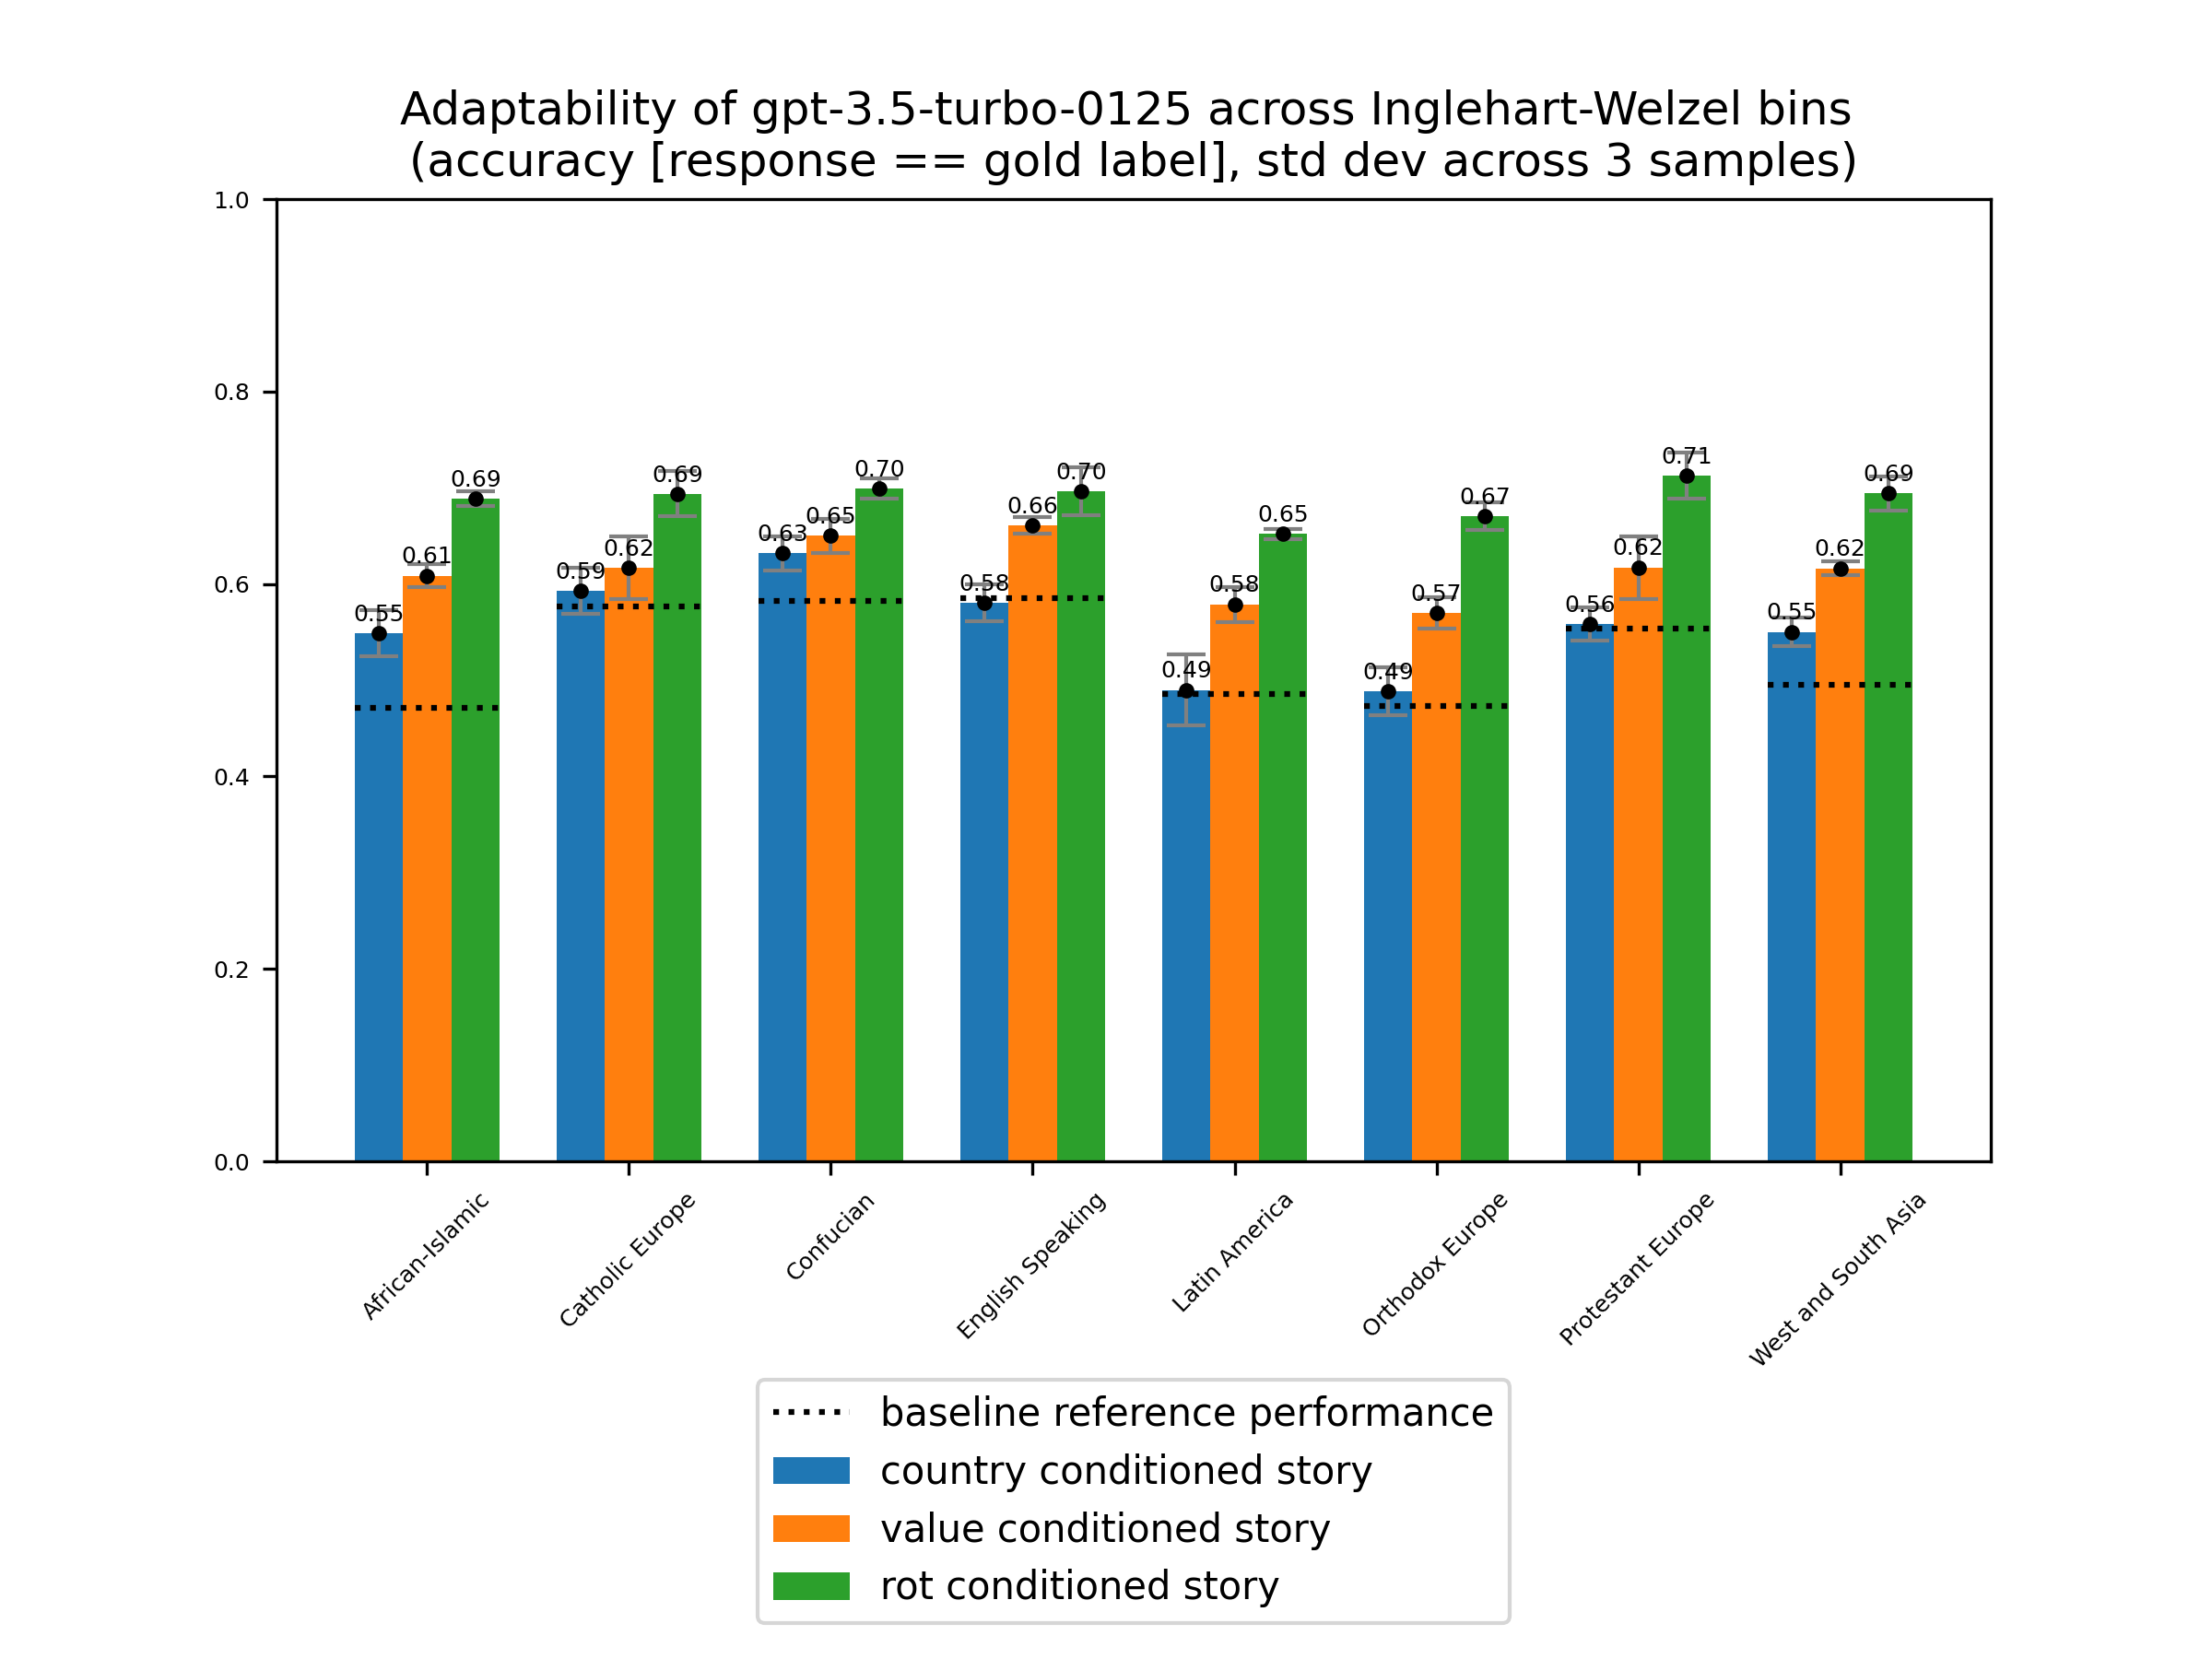 Adaptability of gpt-3.5-turbo-0125 across Inglehart-Welzel bins
(accuracy [response == gold label], std dev across 3 samples)
1.0
0.8
0.6
0.4
0.2
0.0
0.55
0.61
0.69
0.59
0.62
0.69
0.63
0.65
0.70
0.58
0.66
0.70
0.49
0.58
0.65
0.49
0.57
0.67
0.56
0.62
0.71
0.55
0.62
0.69
African-Islamic
Catholic Europe
Confucian
English Speaking
Latin America
Orthodox Europe
Protestant Europe
West and South Asia
baseline reference performance
country conditioned story
value conditioned story
rot conditioned story